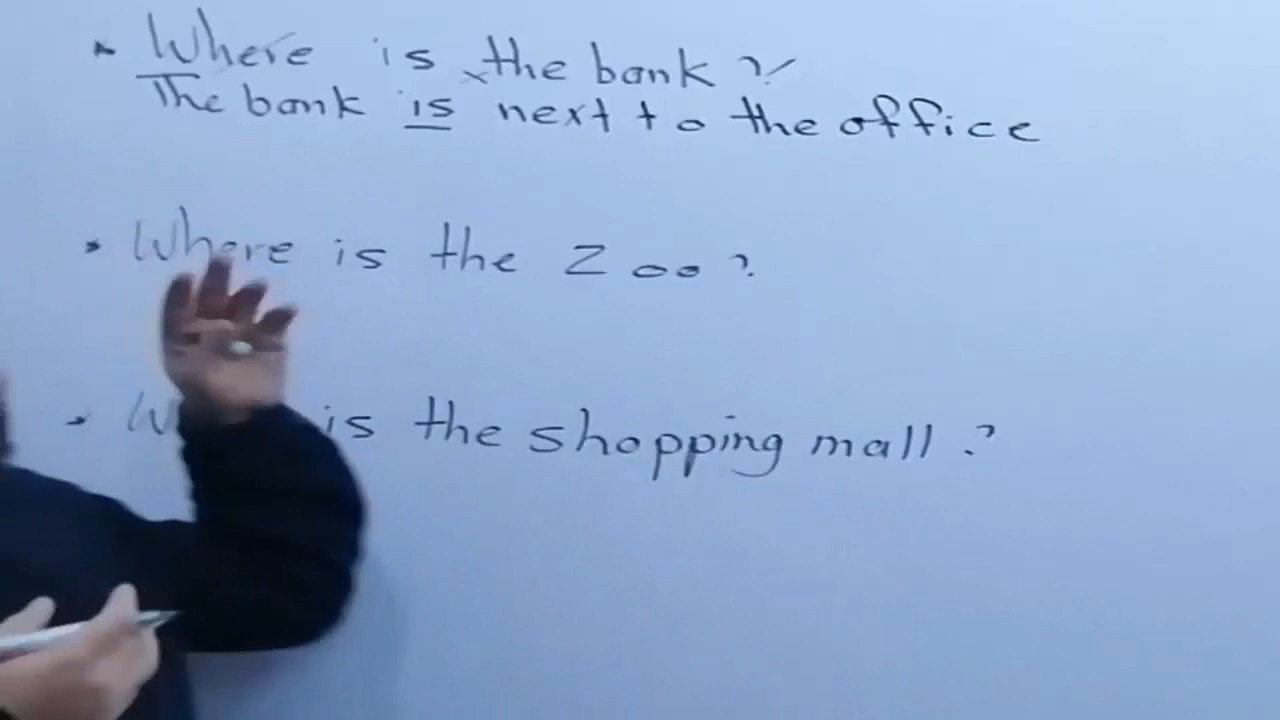 Where is the bank?
The bank is next to the office
Where is the Zoo?
is the shopping mall?